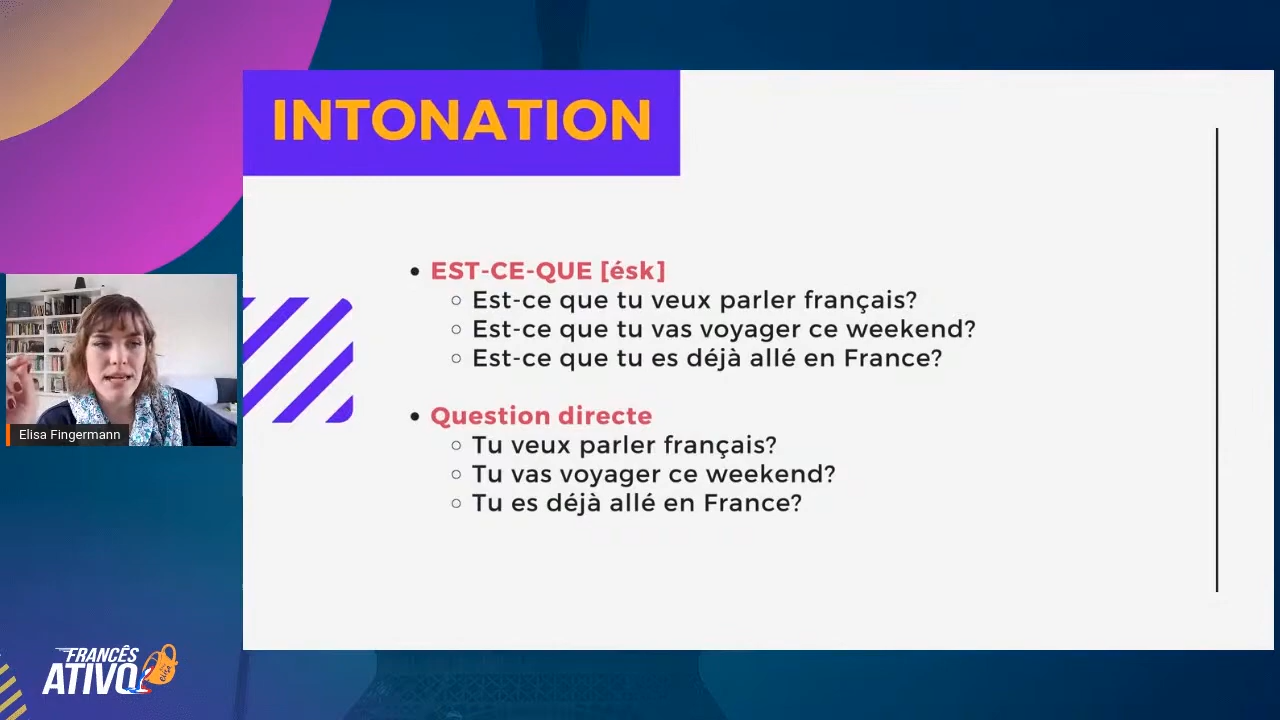 INTONATION
EST-CE-QUE [ésk]
Est-ce que tu veux parler français?
Est-ce que tu vas voyager ce weekend?
Est-ce que tu es déjà allé en France?
Question directe
Tu veux parler français?
Tu vas voyager ce weekend?
Tu es déjà allé en France?
Elisa Fingermann
FRANCÊS
ATIVO